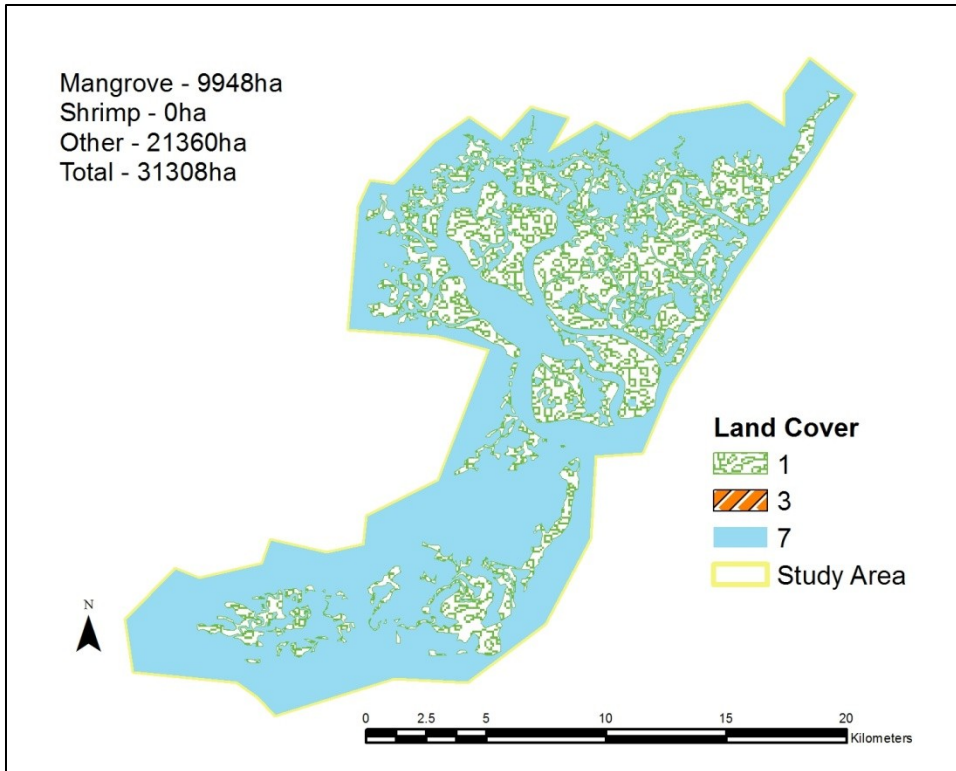 Mangrove - 9948ha
Shrimp - 0ha
Other - 21360ha
Total - 31308ha
Land Cover
1
3
7
Study Area
N
0 2.5 5 10 15 20
Kilometers